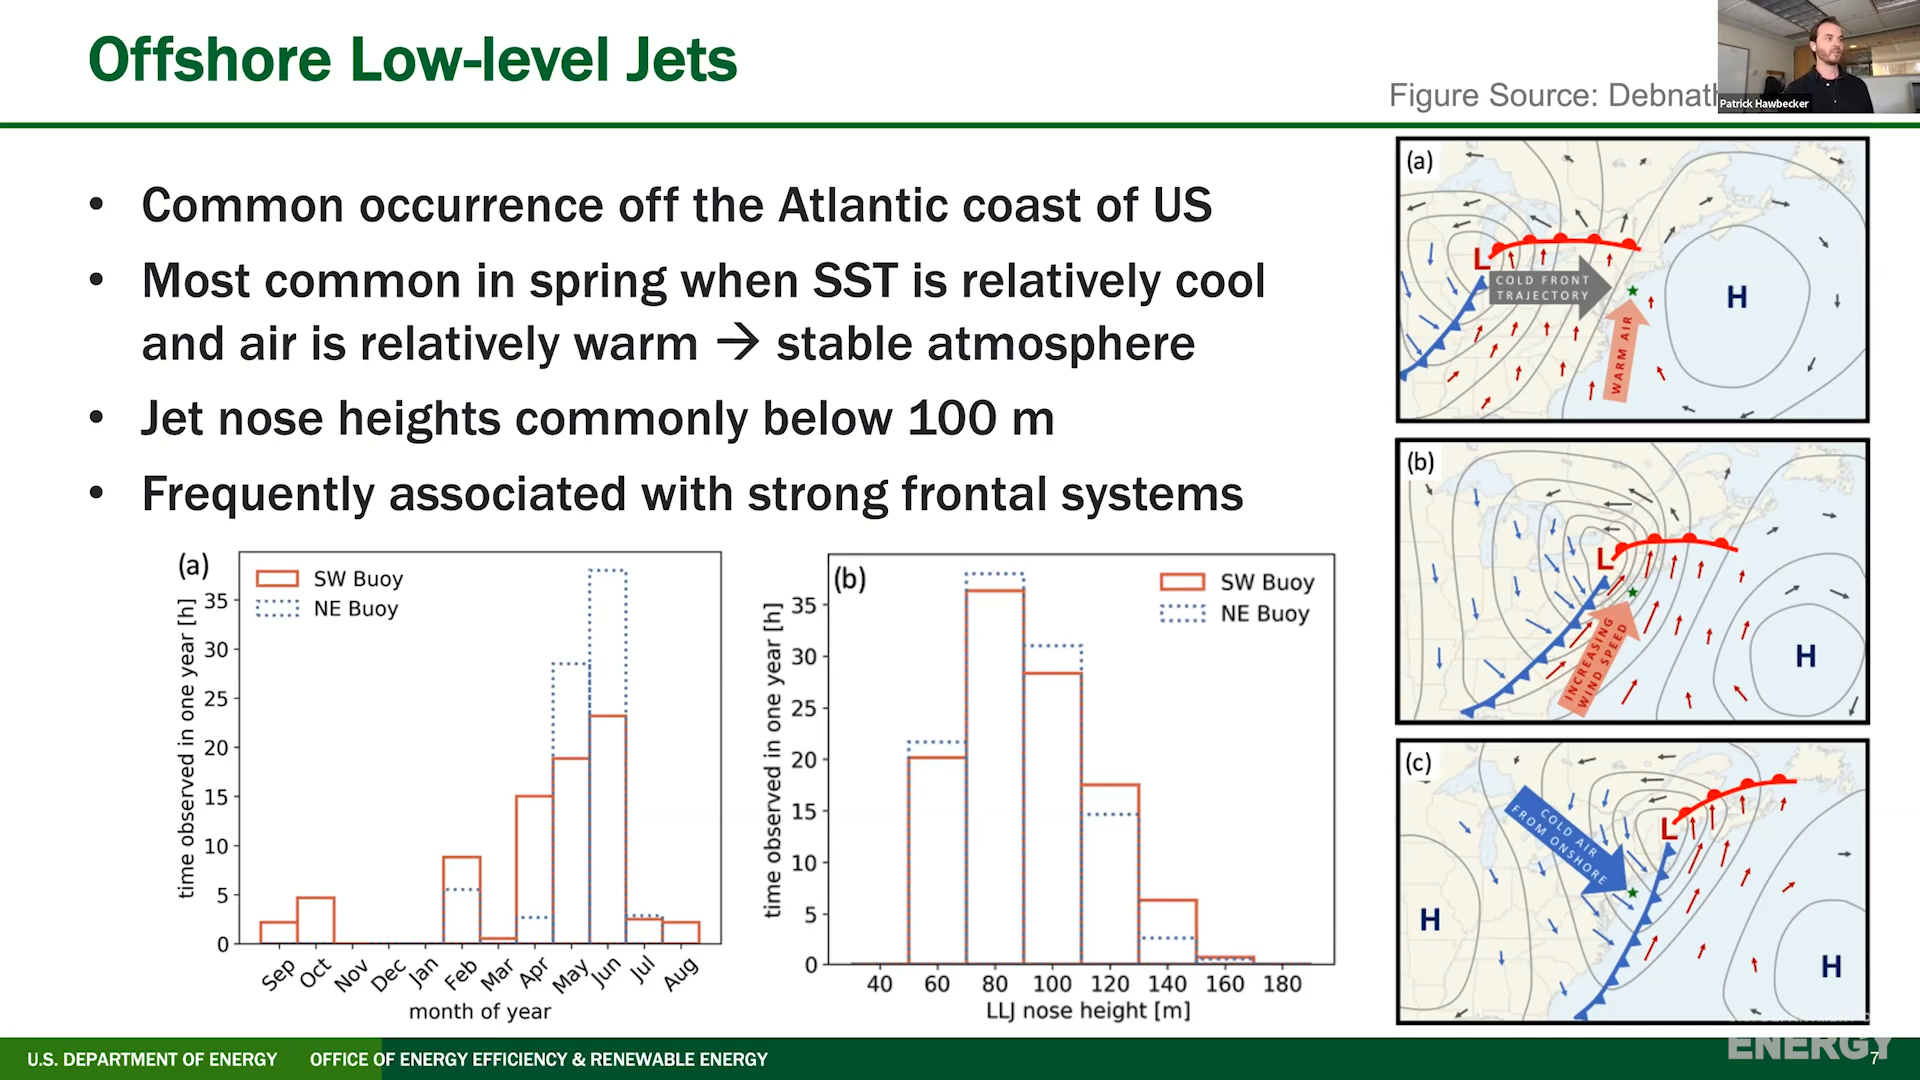 Offshore Low-level Jets
Figure Source: Debnath
Patrick Hawbecker
• Common occurrence off the Atlantic coast of US
• Most common in spring when SST is relatively cool
and air is relatively warm → stable atmosphere
• Jet nose heights commonly below 100 m
• Frequently associated with strong frontal systems
(a)
SW Buoy
NE Buoy
time observed in one year [h]
35
30
25
20
15
10
5
0
Sep Oct Nov Dec Jan Feb Mar Apr May Jun Jul Aug
month of year
(b)
SW Buoy
NE Buoy
time observed in one year [h]
35
30
25
20
15
10
5
0
40 60 80 100 120 140 160 180
LLJ nose height [m]
(a)
L
COLD FRONT
TRAJECTORY
WARM AIR
H
(b)
L
INCREASING
WIND SPEED
H
(c)
COLD AIR
FROM ONSHORE
L
H
H
U.S. DEPARTMENT OF ENERGY OFFICE OF ENERGY EFFICIENCY & RENEWABLE ENERGY
ENERGY
7